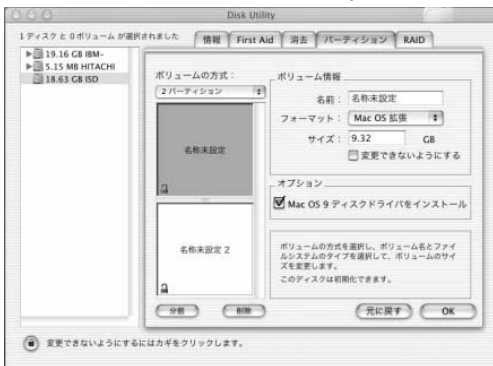 Disk Utility
1 ディスク と 0 ボリューム が選択されました
情報 First Aid 消去 パーティション RAID
19.16 GB IBM-
5.15 MB HITACHI
18.63 GB ISD
ボリュームの方式:
2 パーティション
名称未設定
名称未設定 2
分割 削除
ボリューム情報
名前: 名称未設定
フォーマット: Mac OS 拡張
サイズ: 9.32 GB
変更できないようにする
オプション
Mac OS 9 ディスクドライバをインストール
ボリュームの方式を選択し、ボリューム名とファイ
ルシステムのタイプを選択して、ボリュームのサイ
ズを変更します。
このディスクは初期化できます。
元に戻す OK
変更できないようにするにはカギをクリックします。